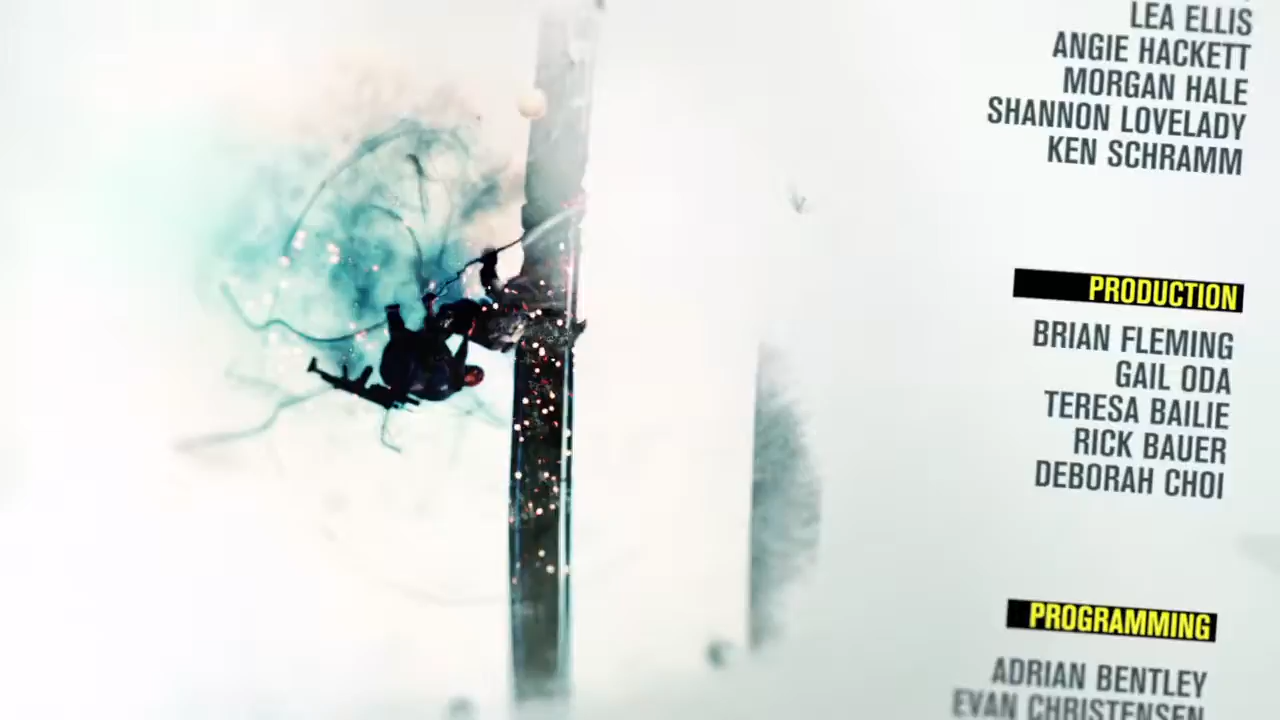 LEA ELLIS
ANGIE HACKETT
MORGAN HALE
SHANNON LOVELADY
KEN SCHRAMM
PRODUCTION
BRIAN FLEMING
GAIL ODA
TERESA BAILIE
RICK BAUER
DEBORAH CHOI
PROGRAMMING
ADRIAN BENTLEY
EVAN CHRISTENSEN